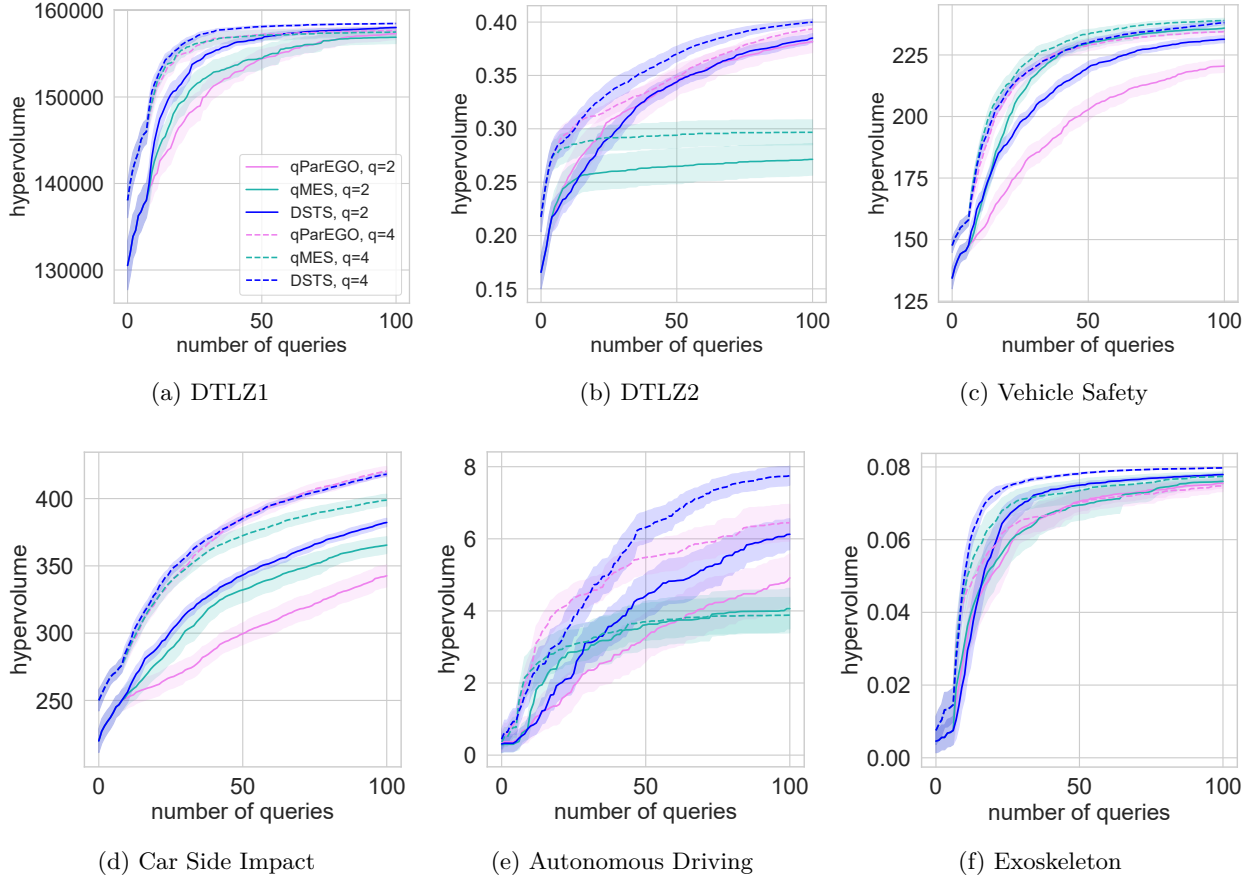 hypervolume
160000
150000
140000
130000
0
50
100
number of queries
qParEGO, q=2
qMES, q=2
DSTS, q=2
qParEGO, q=4
qMES, q=4
DSTS, q=4
(a) DTLZ1
hypervolume
0.40
0.35
0.30
0.25
0.20
0.15
0
50
100
number of queries
(b) DTLZ2
hypervolume
225
200
175
150
125
0
50
100
number of queries
(c) Vehicle Safety
hypervolume
400
350
300
250
0
50
100
number of queries
(d) Car Side Impact
hypervolume
8
6
4
2
0
0
50
100
number of queries
(e) Autonomous Driving
hypervolume
0.08
0.06
0.04
0.02
0.00
0
50
100
number of queries
(f) Exoskeleton